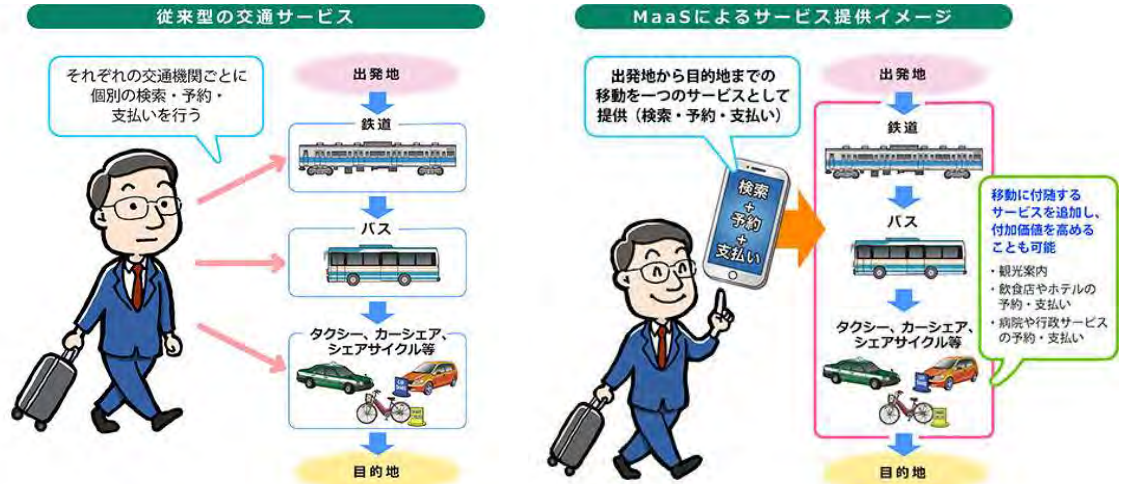 従来型の交通サービス
それぞれの交通機関ごとに
個別の検索・予約・
支払いを行う
出発地
鉄道
バス
タクシー、カーシェア、
シェアサイクル等
目的地
MaaSによるサービス提供イメージ
出発地から目的地までの
移動を一つのサービスとして
提供（検索・予約・支払い）
検索
+
予約
+
支払い
出発地
鉄道
バス
タクシー、カーシェア、
シェアサイクル等
目的地
移動に付随する
サービスを追加し、
付加価値を高める
ことも可能
・観光案内
・飲食店やホテルの
予約・支払い
・病院や行政サービス
の予約・支払い